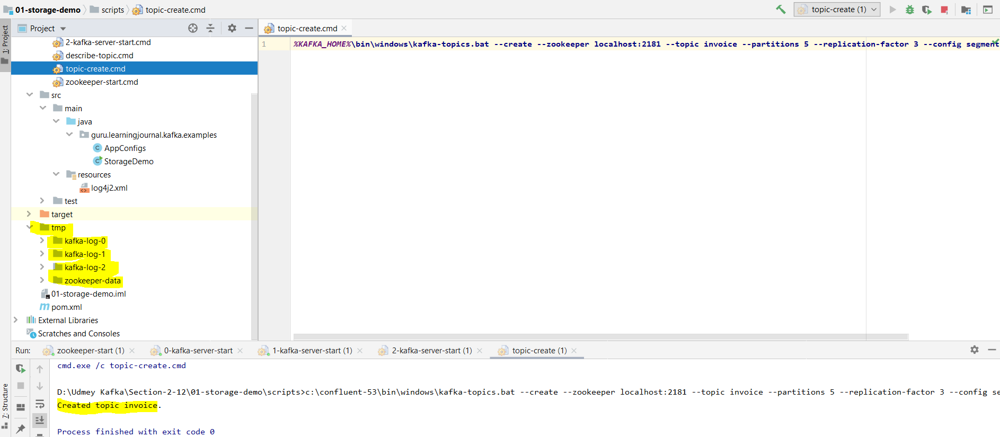 01-storage-demo scripts topic-create.cmd
topic-create (1)
1: Project
Project
topic-create.cmd
2-kafka-server-start.cmd
describe-topic.cmd
topic-create.cmd
zookeeper-start.cmd
src
main
java
guru.learningjournal.kafka.examples
AppConfigs
StorageDemo
resources
log4j2.xml
test
target
tmp
kafka-log-0
kafka-log-1
kafka-log-2
zookeeper-data
01-storage-demo.iml
pom.xml
External Libraries
Scratches and Consoles
1 %KAFKA_HOME%\bin\windows\kafka-topics.bat --create --zookeeper localhost:2181 --topic invoice --partitions 5 --replication-factor 3 --config segment
Run: zookeeper-start (1) 0-kafka-server-start 1-kafka-server-start (1) 2-kafka-server-start (1) topic-create (1)
7: Structure
cmd.exe /c topic-create.cmd
D:\Udmey Kafka\Section-2-12\01-storage-demo\scripts>c:\confluent-53\bin\windows\kafka-topics.bat --create --zookeeper localhost:2181 --topic invoice --partitions 5 --replication-factor 3 --config se
Created topic invoice.
Process finished with exit code 0